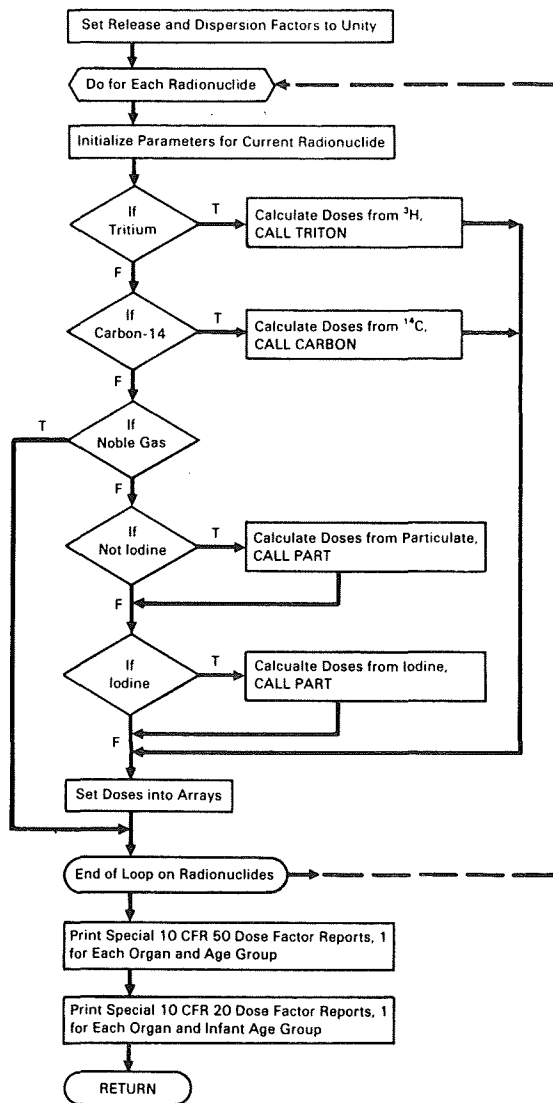 Set Release and Dispersion Factors to Unity
Do for Each Radionuclide
Initialize Parameters for Current Radionuclide
If
Tritium
T
Calculate Doses from ³H,
CALL TRITON
F
If
Carbon-14
T
Calculate Doses from ¹⁴C,
CALL CARBON
F
T
If
Noble Gas
F
If
Not Iodine
T
Calculate Doses from Particulate,
CALL PART
F
If
Iodine
T
Calcualte Doses from Iodine,
CALL PART
F
Set Doses into Arrays
End of Loop on Radionuclides
Print Special 10 CFR 50 Dose Factor Reports, 1
for Each Organ and Age Group
Print Special 10 CFR 20 Dose Factor Reports, 1
for Each Organ and Infant Age Group
RETURN